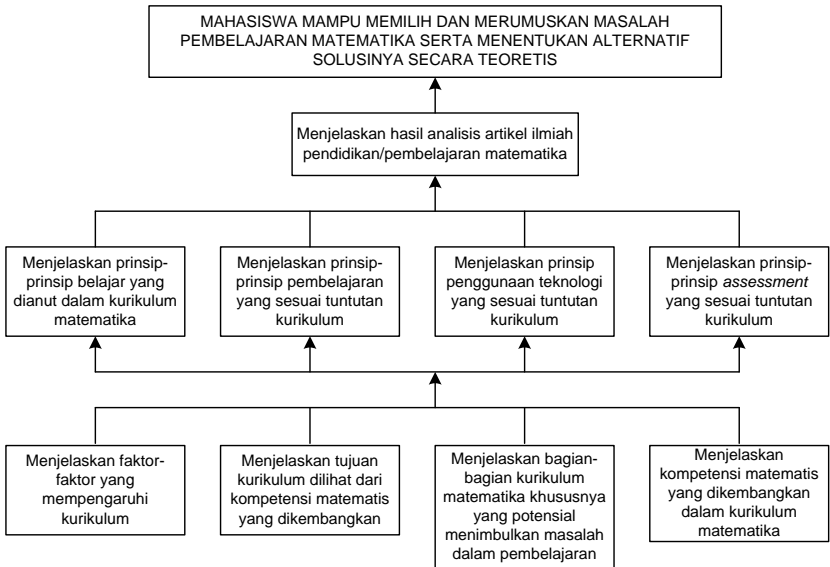 MAHASISWA MAMPU MEMILIH DAN MERUMUSKAN MASALAH
PEMBELAJARAN MATEMATIKA SERTA MENENTUKAN ALTERNATIF
SOLUSINYA SECARA TEORETIS
Menjelaskan hasil analisis artikel ilmiah
pendidikan/pembelajaran matematika
Menjelaskan prinsip-
prinsip belajar yang
dianut dalam kurikulum
matematika
Menjelaskan prinsip-
prinsip pembelajaran
yang sesuai tuntutan
kurikulum
Menjelaskan prinsip
penggunaan teknologi
yang sesuai tuntutan
kurikulum
Menjelaskan prinsip-
prinsip assessment
yang sesuai tuntutan
kurikulum
Menjelaskan faktor-
faktor yang
mempengaruhi
kurikulum
Menjelaskan tujuan
kurikulum dilihat dari
kompetensi matematis
yang dikembangkan
Menjelaskan bagian-
bagian kurikulum
matematika khususnya
yang potensial
menimbulkan masalah
dalam pembelajaran
Menjelaskan
kompetensi matematis
yang dikembangkan
dalam kurikulum
matematika